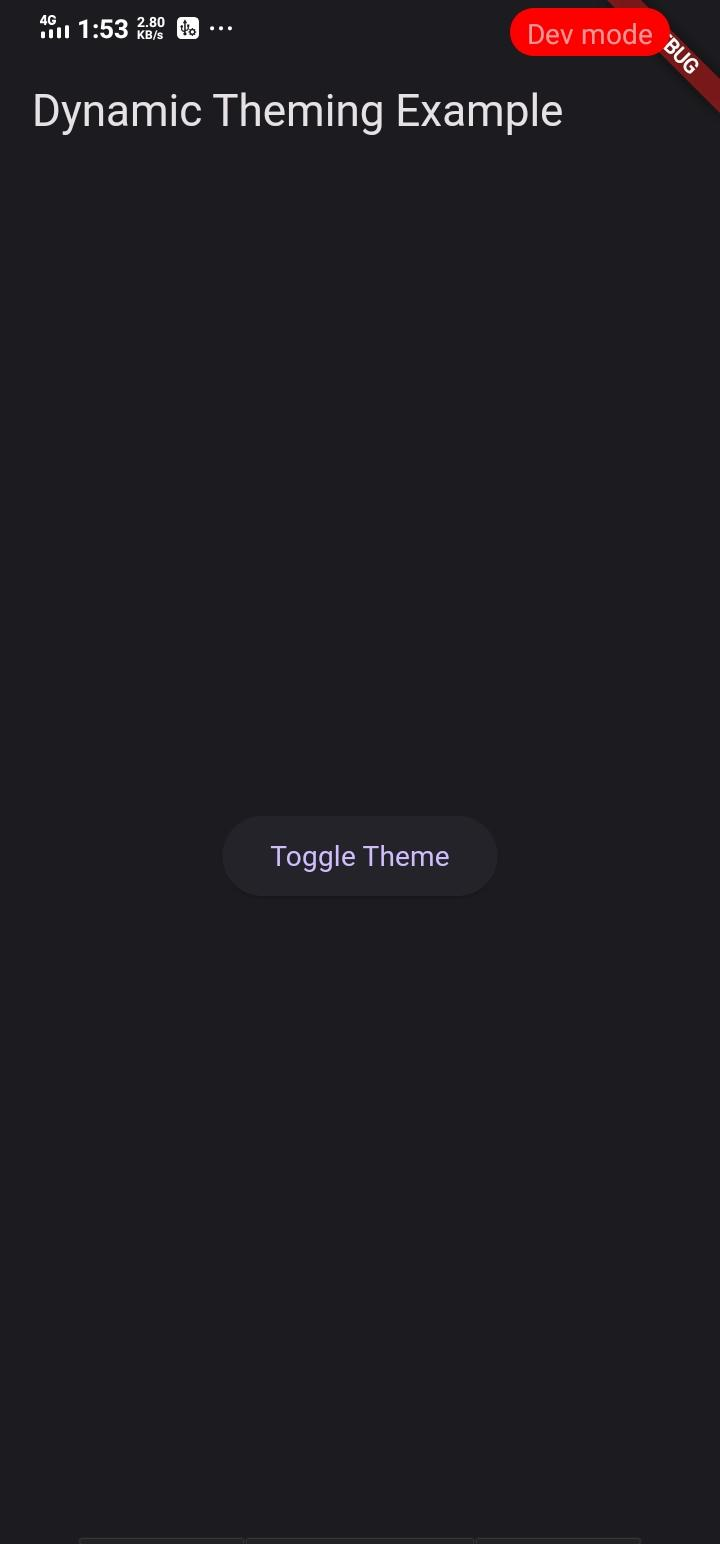 4G 1:53 2.80 KB/s ...
Dev mode
BUG
Dynamic Theming Example
Toggle Theme